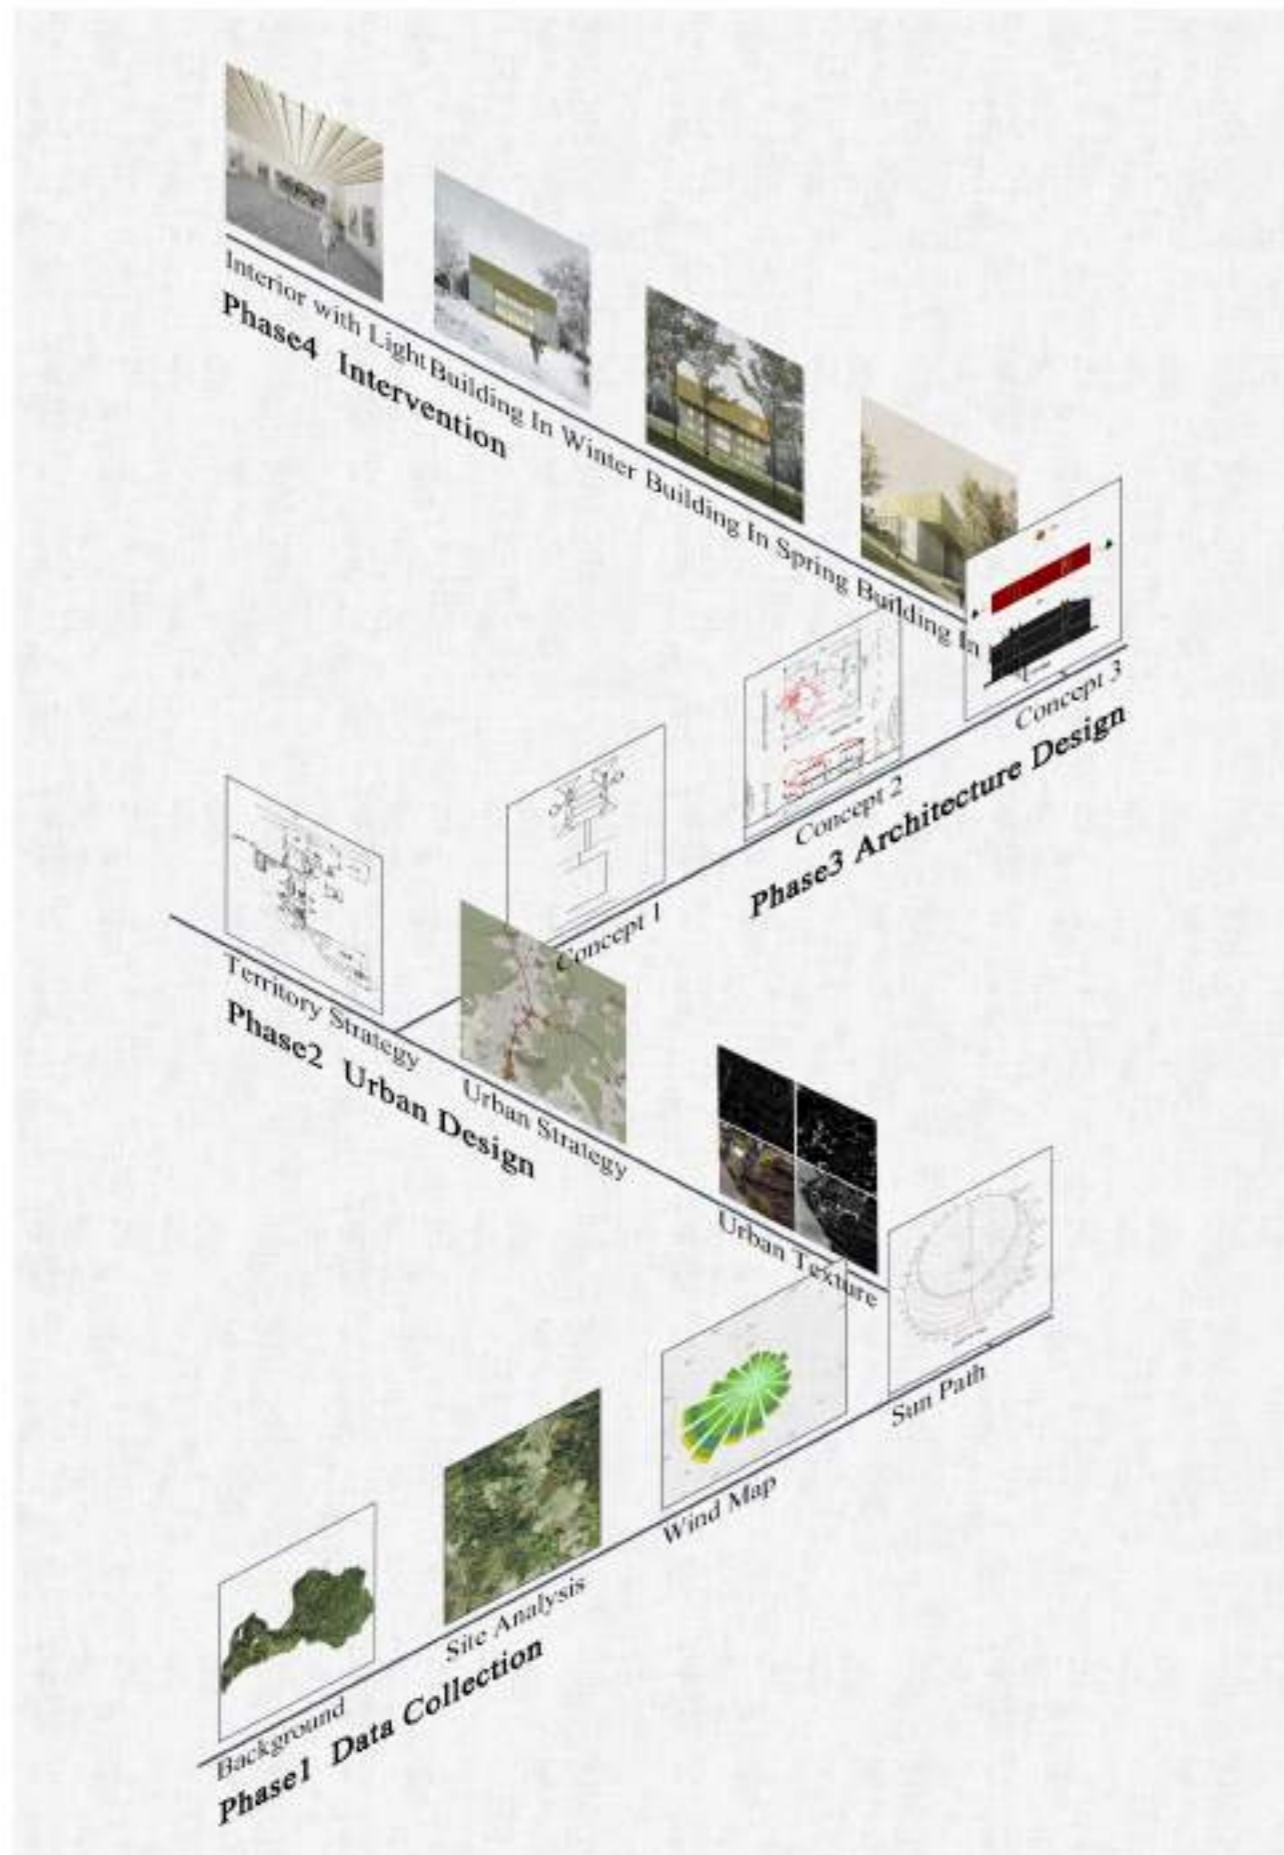 Interior with Light
Building In Winter
Building In Spring
Building In
Phase4 Intervention
Concept 1
Concept 2
Concept 3
Phase3 Architecture Design
Territory Strategy
Urban Strategy
Urban Texture
Phase2 Urban Design
Background
Site Analysis
Wind Map
Sun Path
Phase1 Data Collection